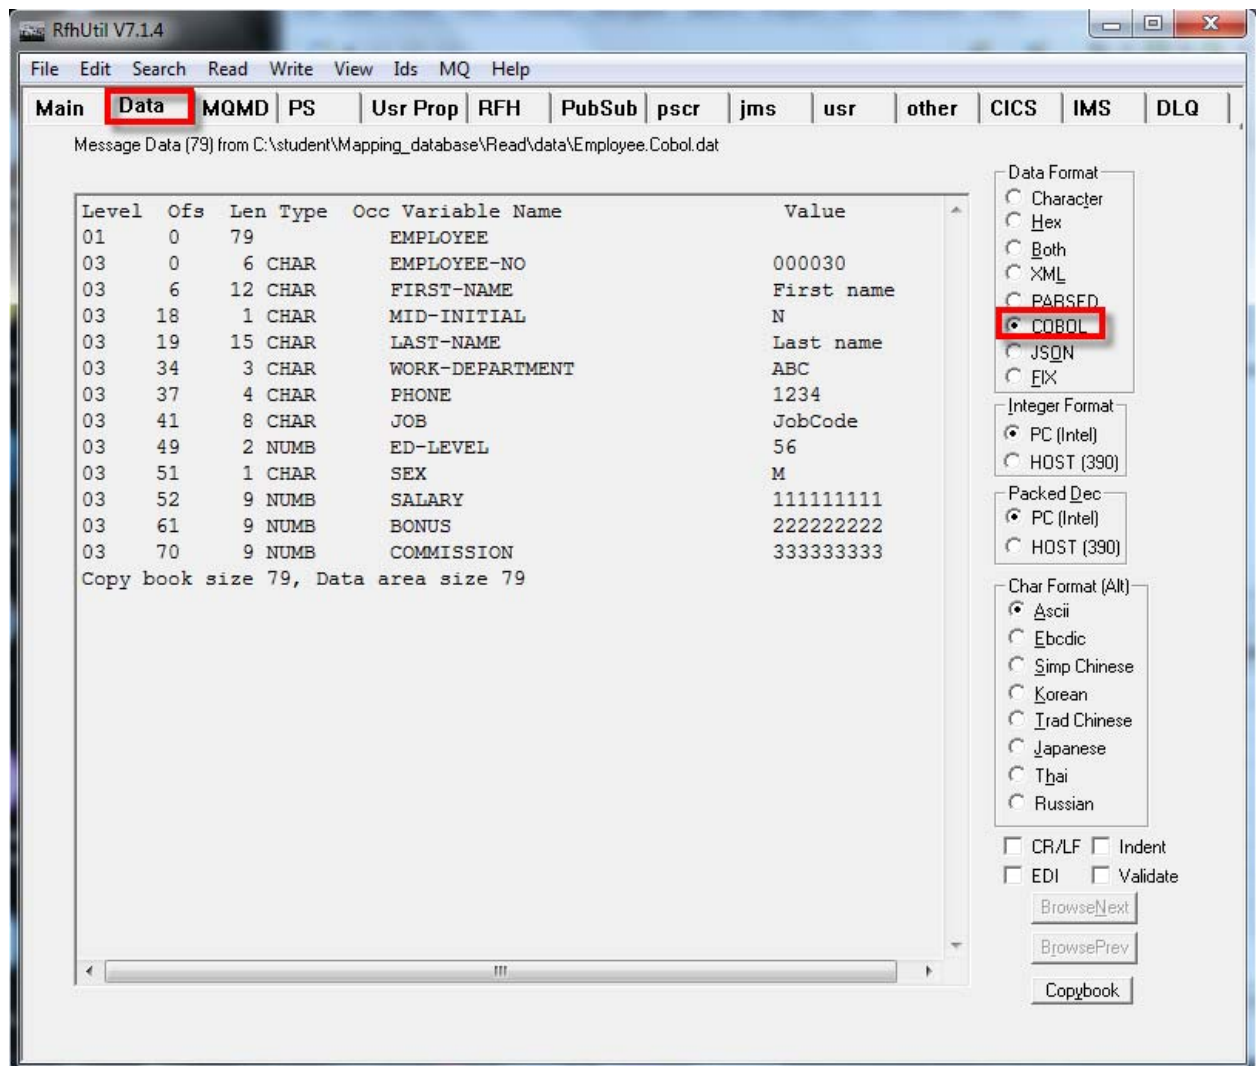 RfhUtil V7.1.4
File Edit Search Read Write View Ids MQ Help
Main Data MQMD PS Usr Prop RFH PubSub pscr jms usr other CICS IMS DLQ
Message Data (79) from C:\student\Mapping_database\Read\data\Employee.Cobol.dat
Level Ofs Len Type Occ Variable Name Value
01 0 79 EMPLOYEE
03 0 6 CHAR EMPLOYEE-NO 000030
03 6 12 CHAR FIRST-NAME First name
03 18 1 CHAR MID-INITIAL N
03 19 15 CHAR LAST-NAME Last name
03 34 3 CHAR WORK-DEPARTMENT ABC
03 37 4 CHAR PHONE 1234
03 41 8 CHAR JOB JobCode
03 49 2 NUMB ED-LEVEL 56
03 51 1 CHAR SEX M
03 52 9 NUMB SALARY 111111111
03 61 9 NUMB BONUS 222222222
03 70 9 NUMB COMMISSION 333333333
Copy book size 79, Data area size 79
Data Format
Character
Hex
Both
XML
PARSED
COBOL
JSON
FIX
Integer Format
PC (Intel)
HOST (390)
Packed Dec
PC (Intel)
HOST (390)
Char Format (Alt)
Ascii
Ebcdic
Simp Chinese
Korean
Trad Chinese
Japanese
Thai
Russian
CR/LF Indent
EDI Validate
BrowseNext
BrowsePrev
Copybook